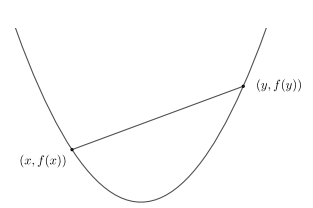 (y, f(y))
(x, f(x))